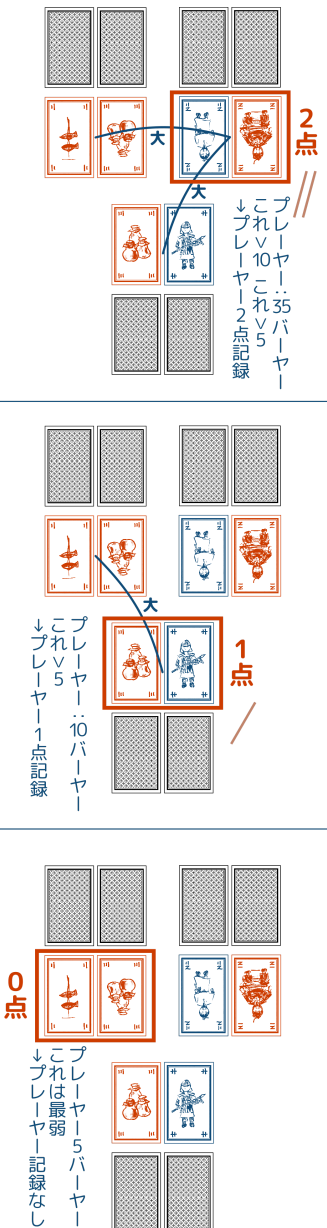 大
大
2点
プレーヤー:35バーヤー
これ>10 これ>5
→プレーヤー2点記録
大
1点
プレーヤー:10バーヤー
これ>5
→プレーヤー1点記録
0点
プレーヤー5バーヤー
これは最弱
→プレーヤー記録なし